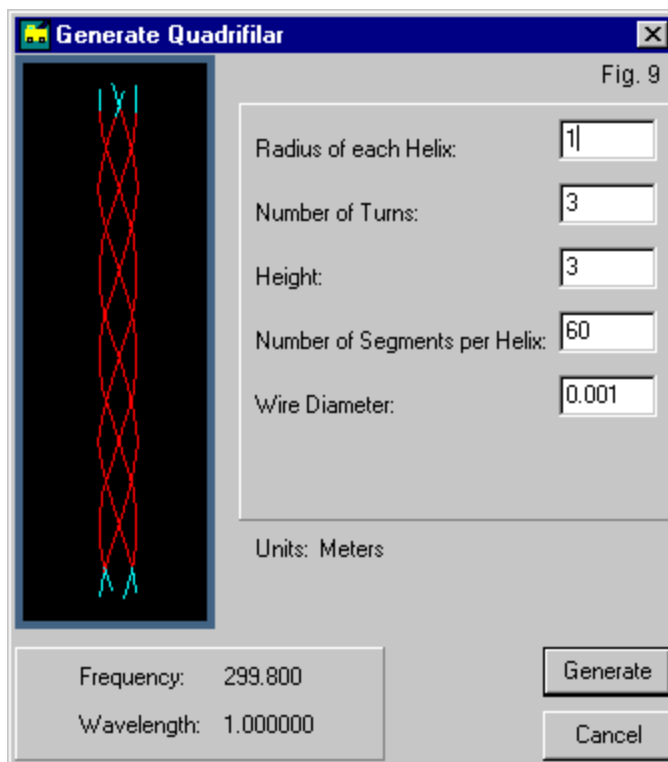 Generate Quadrifilar
Fig. 9
Radius of each Helix: 1
Number of Turns: 3
Height: 3
Number of Segments per Helix: 60
Wire Diameter: 0.001
Units: Meters
Frequency: 299.800
Wavelength: 1.000000
Generate
Cancel